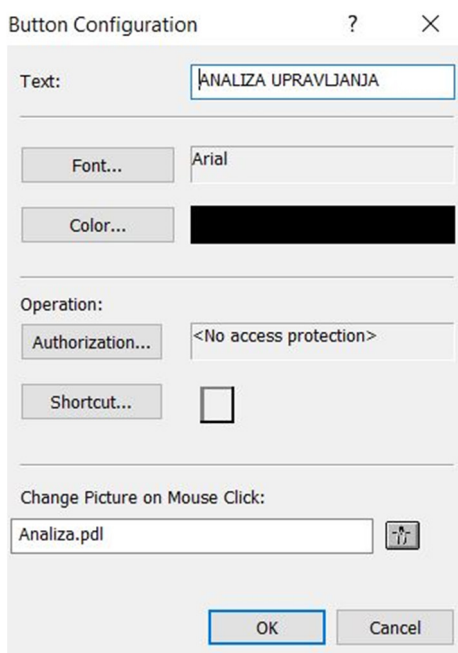 Button Configuration ?
Text: ANALIZA UPRAVLJANJA
Font... Arial
Color...
Operation:
Authorization... <No access protection>
Shortcut...
Change Picture on Mouse Click:
Analiza.pdl
OK Cancel